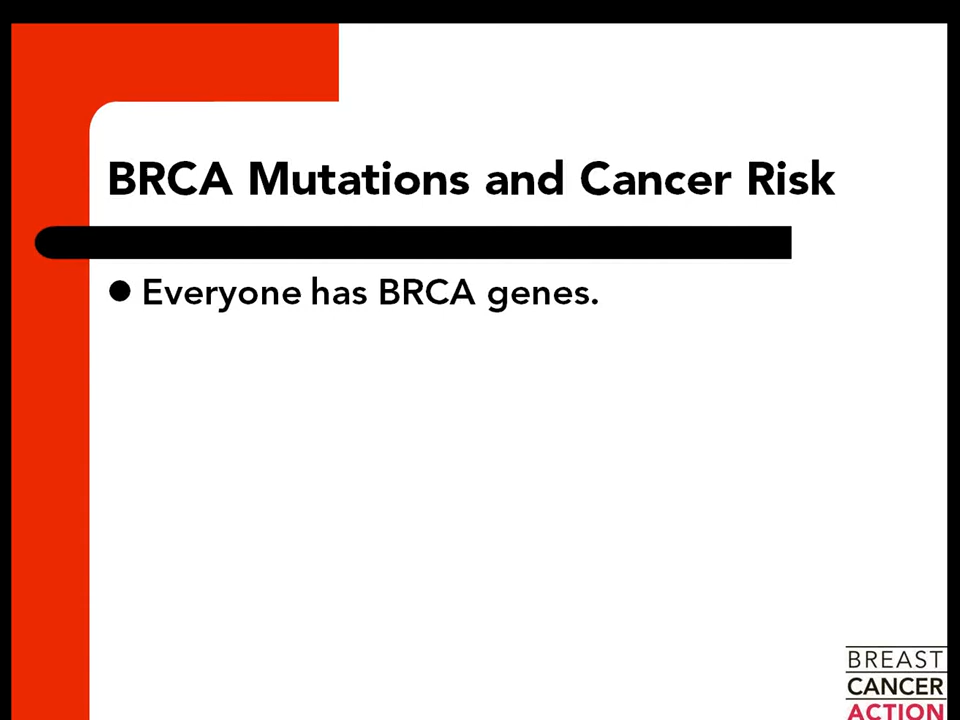 BRCA Mutations and Cancer Risk
● Everyone has BRCA genes.
BREAST
CANCER
ACTION